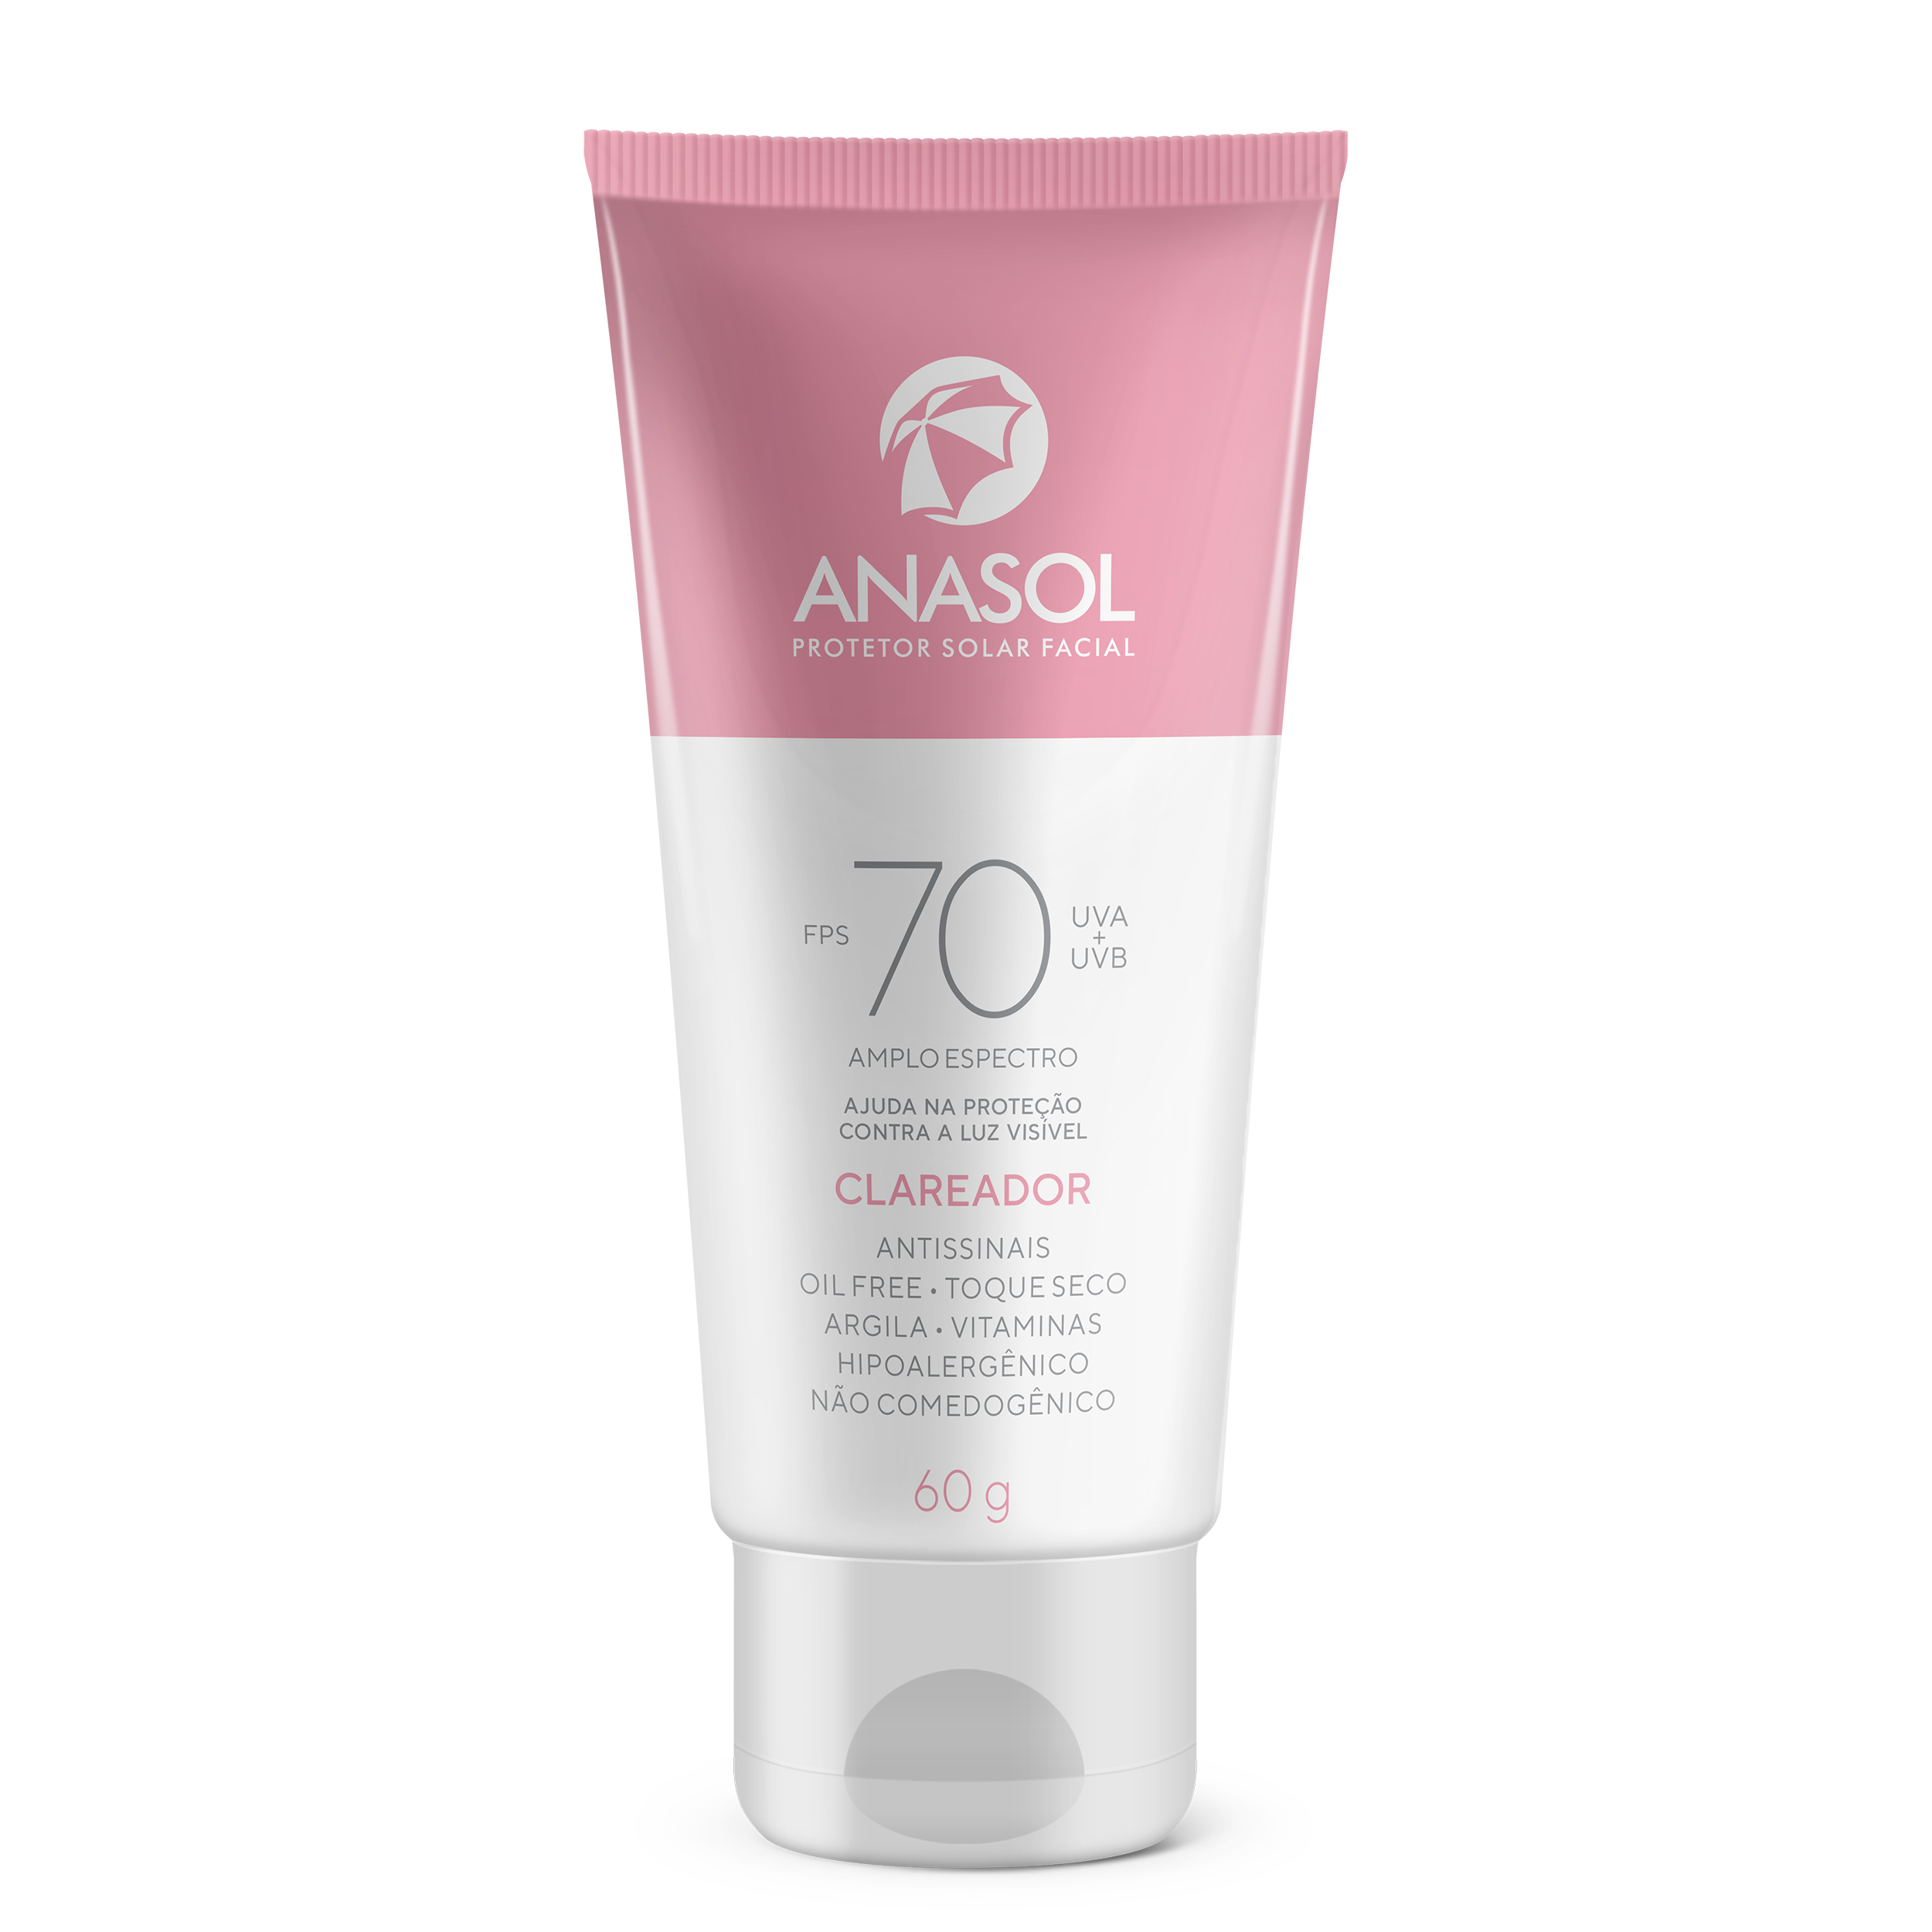 ANASOL
PROTETOR SOLAR FACIAL
FPS 70 UVA
+
UVB
AMPLO ESPECTRO
AJUDA NA PROTEÇÃO
CONTRA A LUZ VISÍVEL
CLAREADOR
ANTISSINAIS
OIL FREE • TOQUE SECO
ARGILA • VITAMINAS
HIPOALERGÊNICO
NÃO COMEDOGÊNICO
60 g